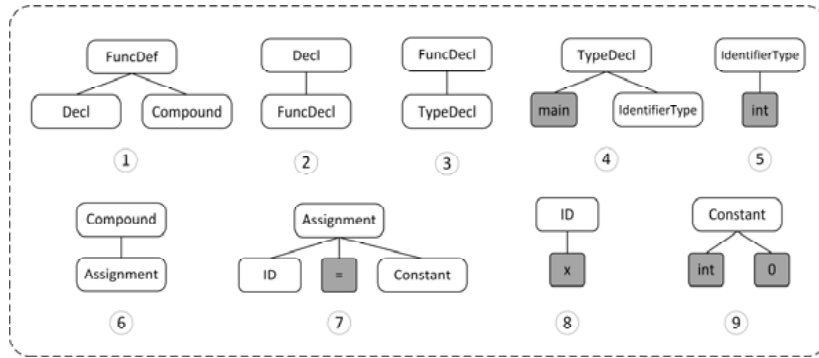 FuncDef Decl FuncDecl TypeDecl IdentifierType
Decl Compound FuncDecl TypeDecl main IdentifierType int
1 2 3 4 5
Compound Assignment ID Constant
Assignment ID = Constant x int 0
6 7 8 9